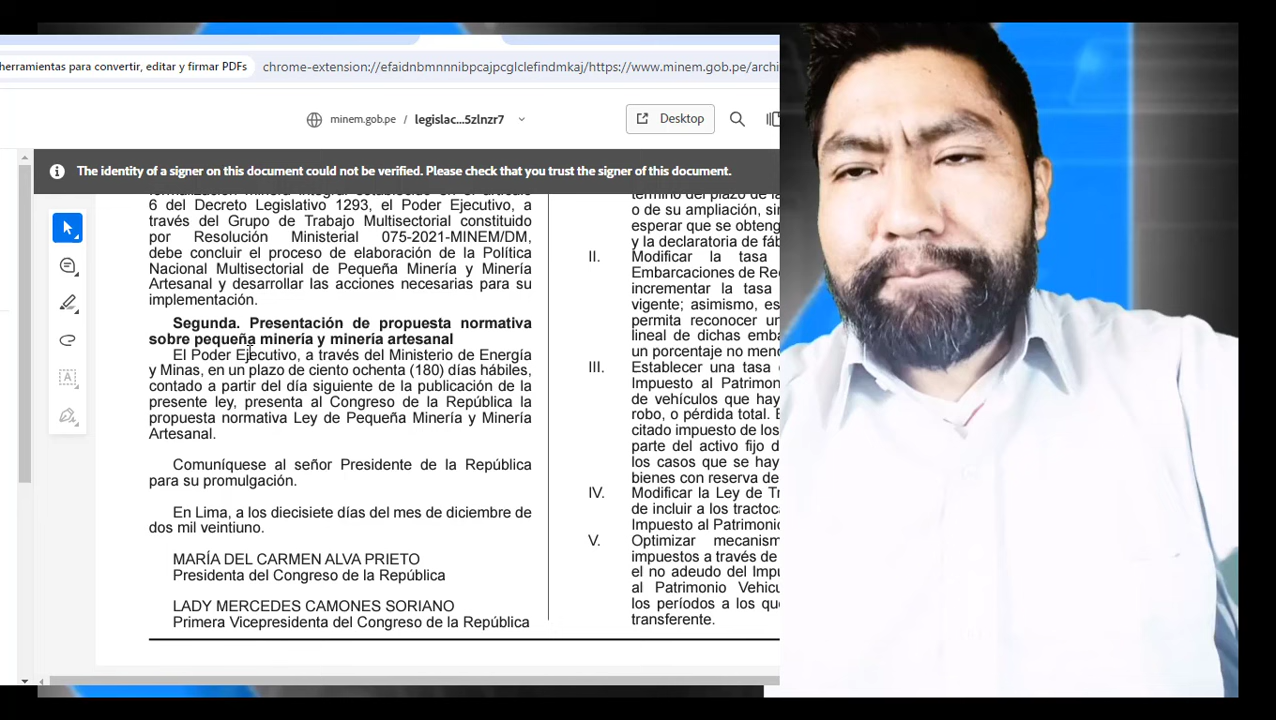 herramientas para convertir, editar y firmar PDFs
chrome-extension://efaidnbmnnnibpcajpcglclefindmkaj/https://www.minem.gob.pe/archi
minem.gob.pe / legislac...5zlnzr7
Desktop
The identity of a signer on this document could not be verified. Please check that you trust the signer of this document.
6 del Decreto Legislativo 1293, el Poder Ejecutivo, a
través del Grupo de Trabajo Multisectorial constituido
por Resolución Ministerial 075-2021-MINEM/DM,
debe concluir el proceso de elaboración de la Política
Nacional Multisectorial de Pequeña Minería y Minería
Artesanal y desarrollar las acciones necesarias para su
implementación.
Segunda. Presentación de propuesta normativa
sobre pequeña minería y minería artesanal
El Poder Ejecutivo, a través del Ministerio de Energía
y Minas, en un plazo de ciento ochenta (180) días hábiles,
contado a partir del día siguiente de la publicación de la
presente ley, presenta al Congreso de la República la
propuesta normativa Ley de Pequeña Minería y Minería
Artesanal.
Comuníquese al señor Presidente de la República
para su promulgación.
En Lima, a los diecisiete días del mes de diciembre de
dos mil veintiuno.
MARÍA DEL CARMEN ALVA PRIETO
Presidenta del Congreso de la República
LADY MERCEDES CAMONES SORIANO
Primera Vicepresidenta del Congreso de la República
término del plazo de la
o de su ampliación, sin
esperar que se obteng
y la declaratoria de fáb
II. Modificar la tasa
Embarcaciones de Rec
incrementar la tasa
vigente; asimismo, es
permita reconocer un
lineal de dichas emba
un porcentaje no meno
III. Establecer una tasa
Impuesto al Patrimon
de vehículos que hay
robo, o pérdida total. E
citado impuesto de los
parte del activo fijo d
los casos que se hay
bienes con reserva de
IV. Modificar la Ley de Tr
de incluir a los tractoca
Impuesto al Patrimonio
V. Optimizar mecanism
impuestos a través de
el no adeudo del Impu
al Patrimonio Vehicu
los períodos a los que
transferente.